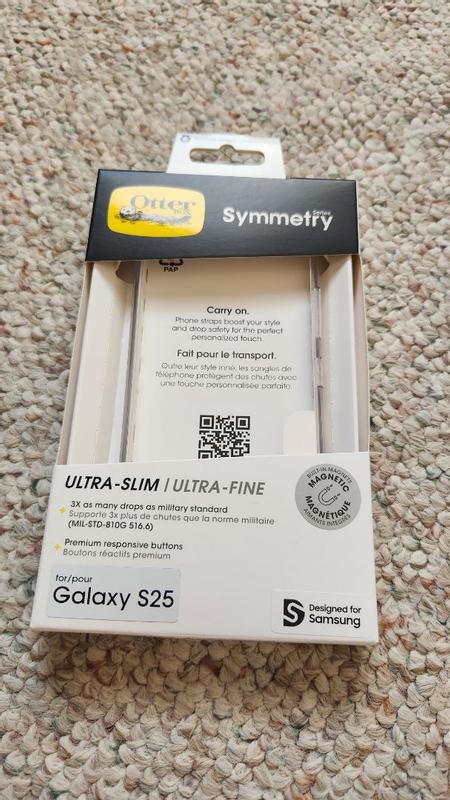 Otter
BOX
Symmetry
Series
PAP
Carry on.
Phone straps boost your style
and drop safety for the perfect
personalized touch.
Fait pour le transport.
Outre leur style inné, les sangles de
téléphone protègent des chutes avec
une touche personnalisée parfaite.
ULTRA-SLIM | ULTRA-FINE
BUILT-IN MAGNETS
MAGNETIC
MAGNÉTIQUE
AIMANTS INTÉGRÉS
3X as many drops as military standard
Supporte 3x plus de chutes que la norme militaire
(MIL-STD-810G 516.6)
Premium responsive buttons
Boutons réactifs premium
for/pour
Galaxy S25
Designed for
Samsung